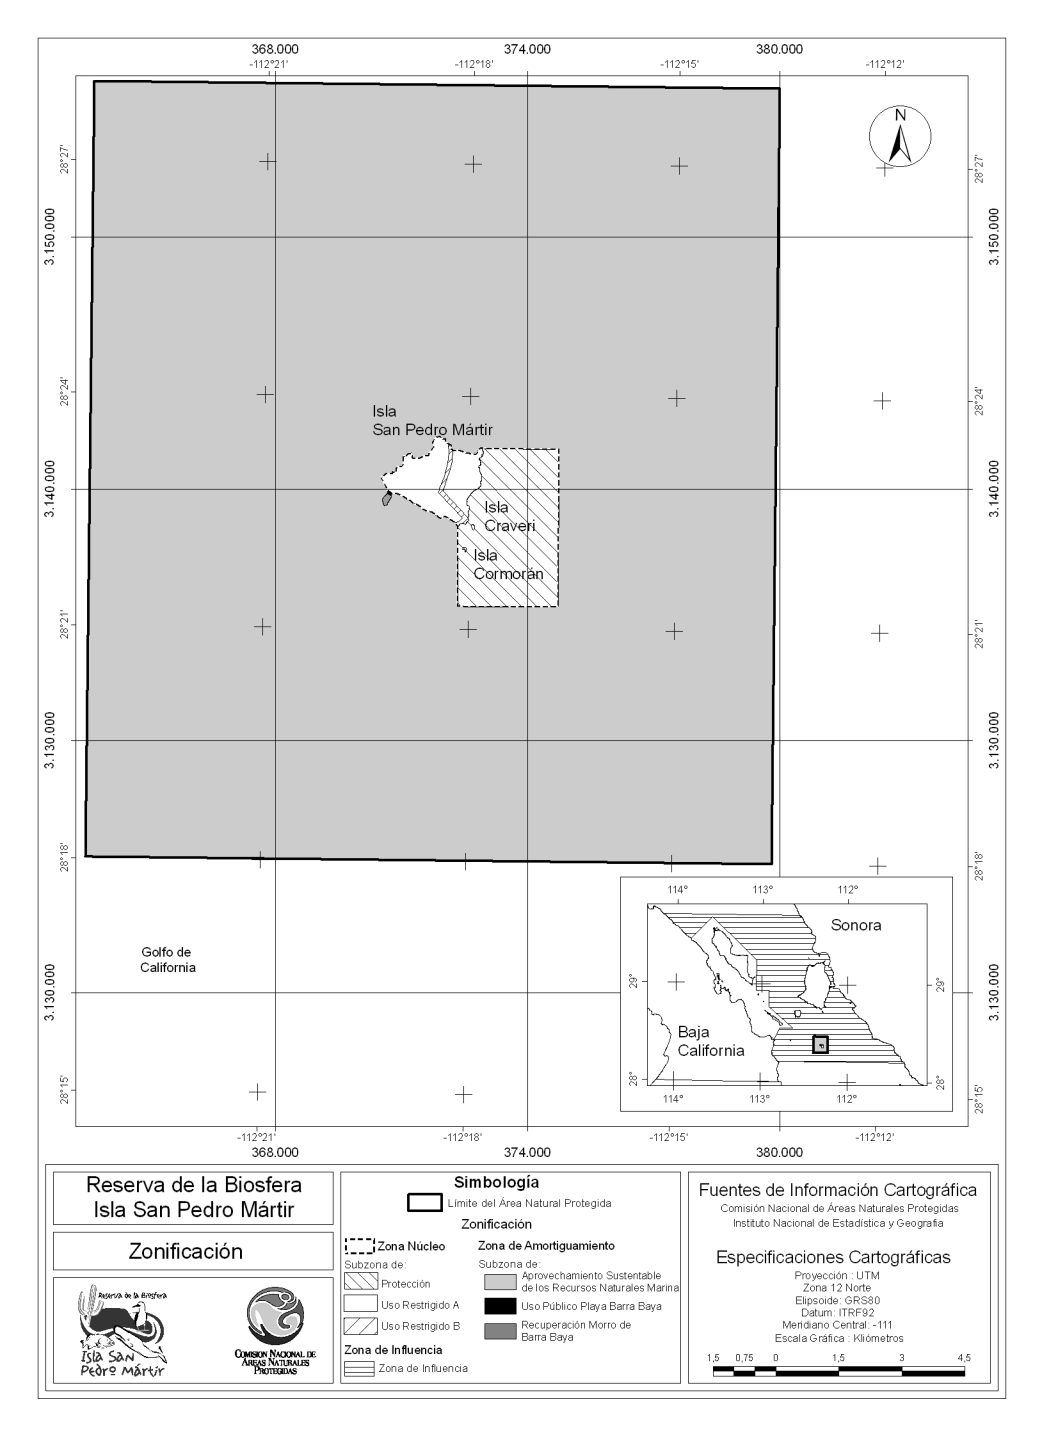 368.000 374.000 380.000
-112°21' -112°18' -112°15' -112°12'
N
28°27' 28°27'
3.150.000 3.150.000
28°24' 28°24'
Isla
San Pedro Mártir
3.140.000 3.140.000
Isla
Craveri
Isla
Cormorán
28°21' 28°21'
3.130.000 3.130.000
28°18' 28°18'
Golfo de
California
3.130.000 3.130.000
114° 113° 112°
Sonora
29° 29°
Baja
California
28° 28°
114° 113° 112°
28°15' 28°15'
-112°21' -112°18' -112°15' -112°12'
368.000 374.000 380.000
Reserva de la Biosfera
Isla San Pedro Mártir
Zonificación
Reserva de la Biosfera
Isla San
Pedro Mártir
Comisión Nacional de
Áreas Naturales
Protegidas
Simbología
Límite del Área Natural Protegida
Zonificación
Zona Núcleo
Subzona de:
Protección
Uso Restrigido A
Uso Restrigido B
Zona de Influencia
Zona de Influencia
Zona de Amortiguamiento
Subzona de:
Aprovechamiento Sustentable
de los Recursos Naturales Marina
Uso Público Playa Barra Baya
Recuperación Morro de
Barra Baya
Fuentes de Información Cartográfica
Comisión Nacional de Áreas Naturales Protegidas
Instituto Nacional de Estadística y Geografia
Especificaciones Cartográficas
Proyección : UTM
Zona 12 Norte
Elipsoide: GRS80
Datum: ITRF92
Meridiano Central: -111
Escala Gráfica : Kliómetros
1,5 0,75 0 1,5 3 4,5